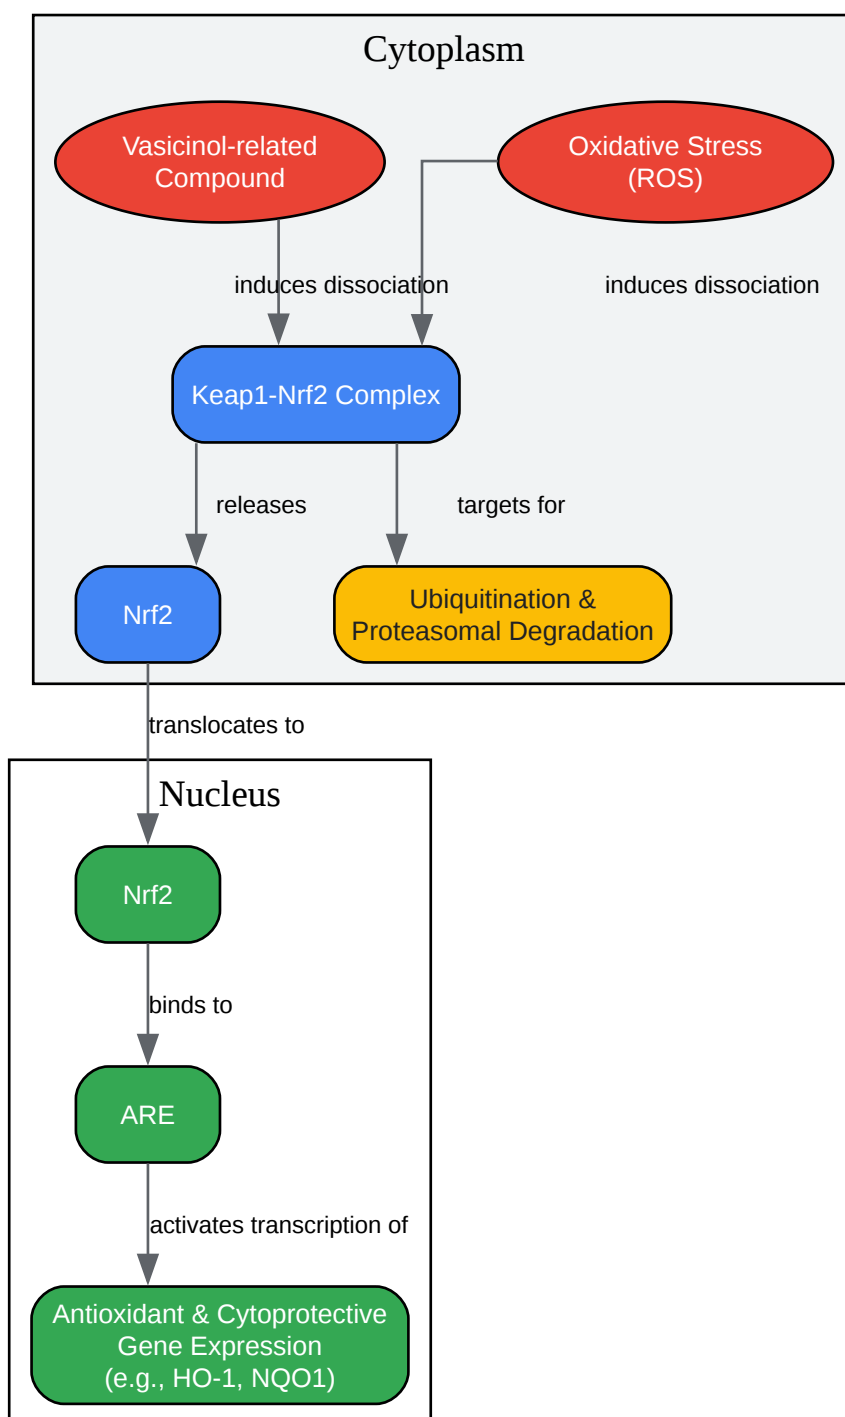 Cytoplasm
Vasicinol-related
Compound
Oxidative Stress
(ROS)
induces dissociation
induces dissociation
Keap1-Nrf2 Complex
releases
targets for
Nrf2
Ubiquitination &
Proteasomal Degradation
translocates to
Nucleus
Nrf2
binds to
ARE
activates transcription of
Antioxidant & Cytoprotective
Gene Expression
(e.g., HO-1, NQO1)